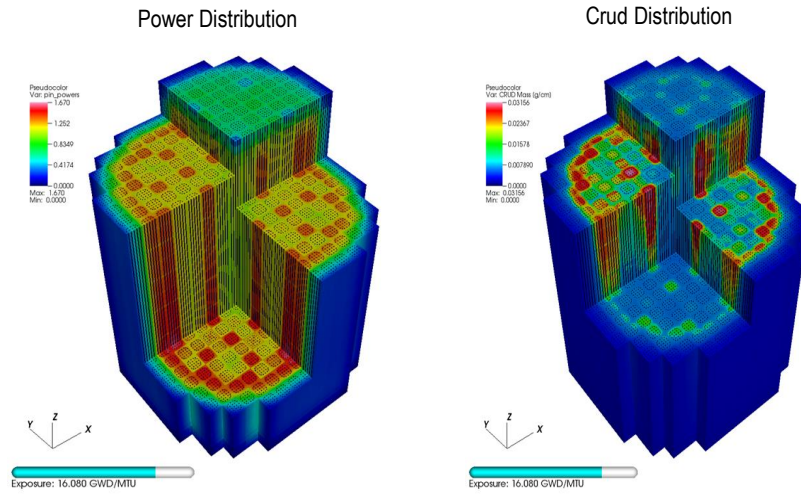 Power Distribution
Crud Distribution
Pseudocolor
Var: pin_powers
1.670
1.252
0.8349
0.4174
0.0000
Max: 1.670
Min: 0.0000
Z
Y
X
Exposure: 16.080 GWD/MTU
Pseudocolor
Var: CRUD Mass (g/cm)
0.03156
0.02367
0.01578
0.007890
0.0000
Max: 0.03156
Min: 0.0000
Z
Y
X
Exposure: 16.080 GWD/MTU